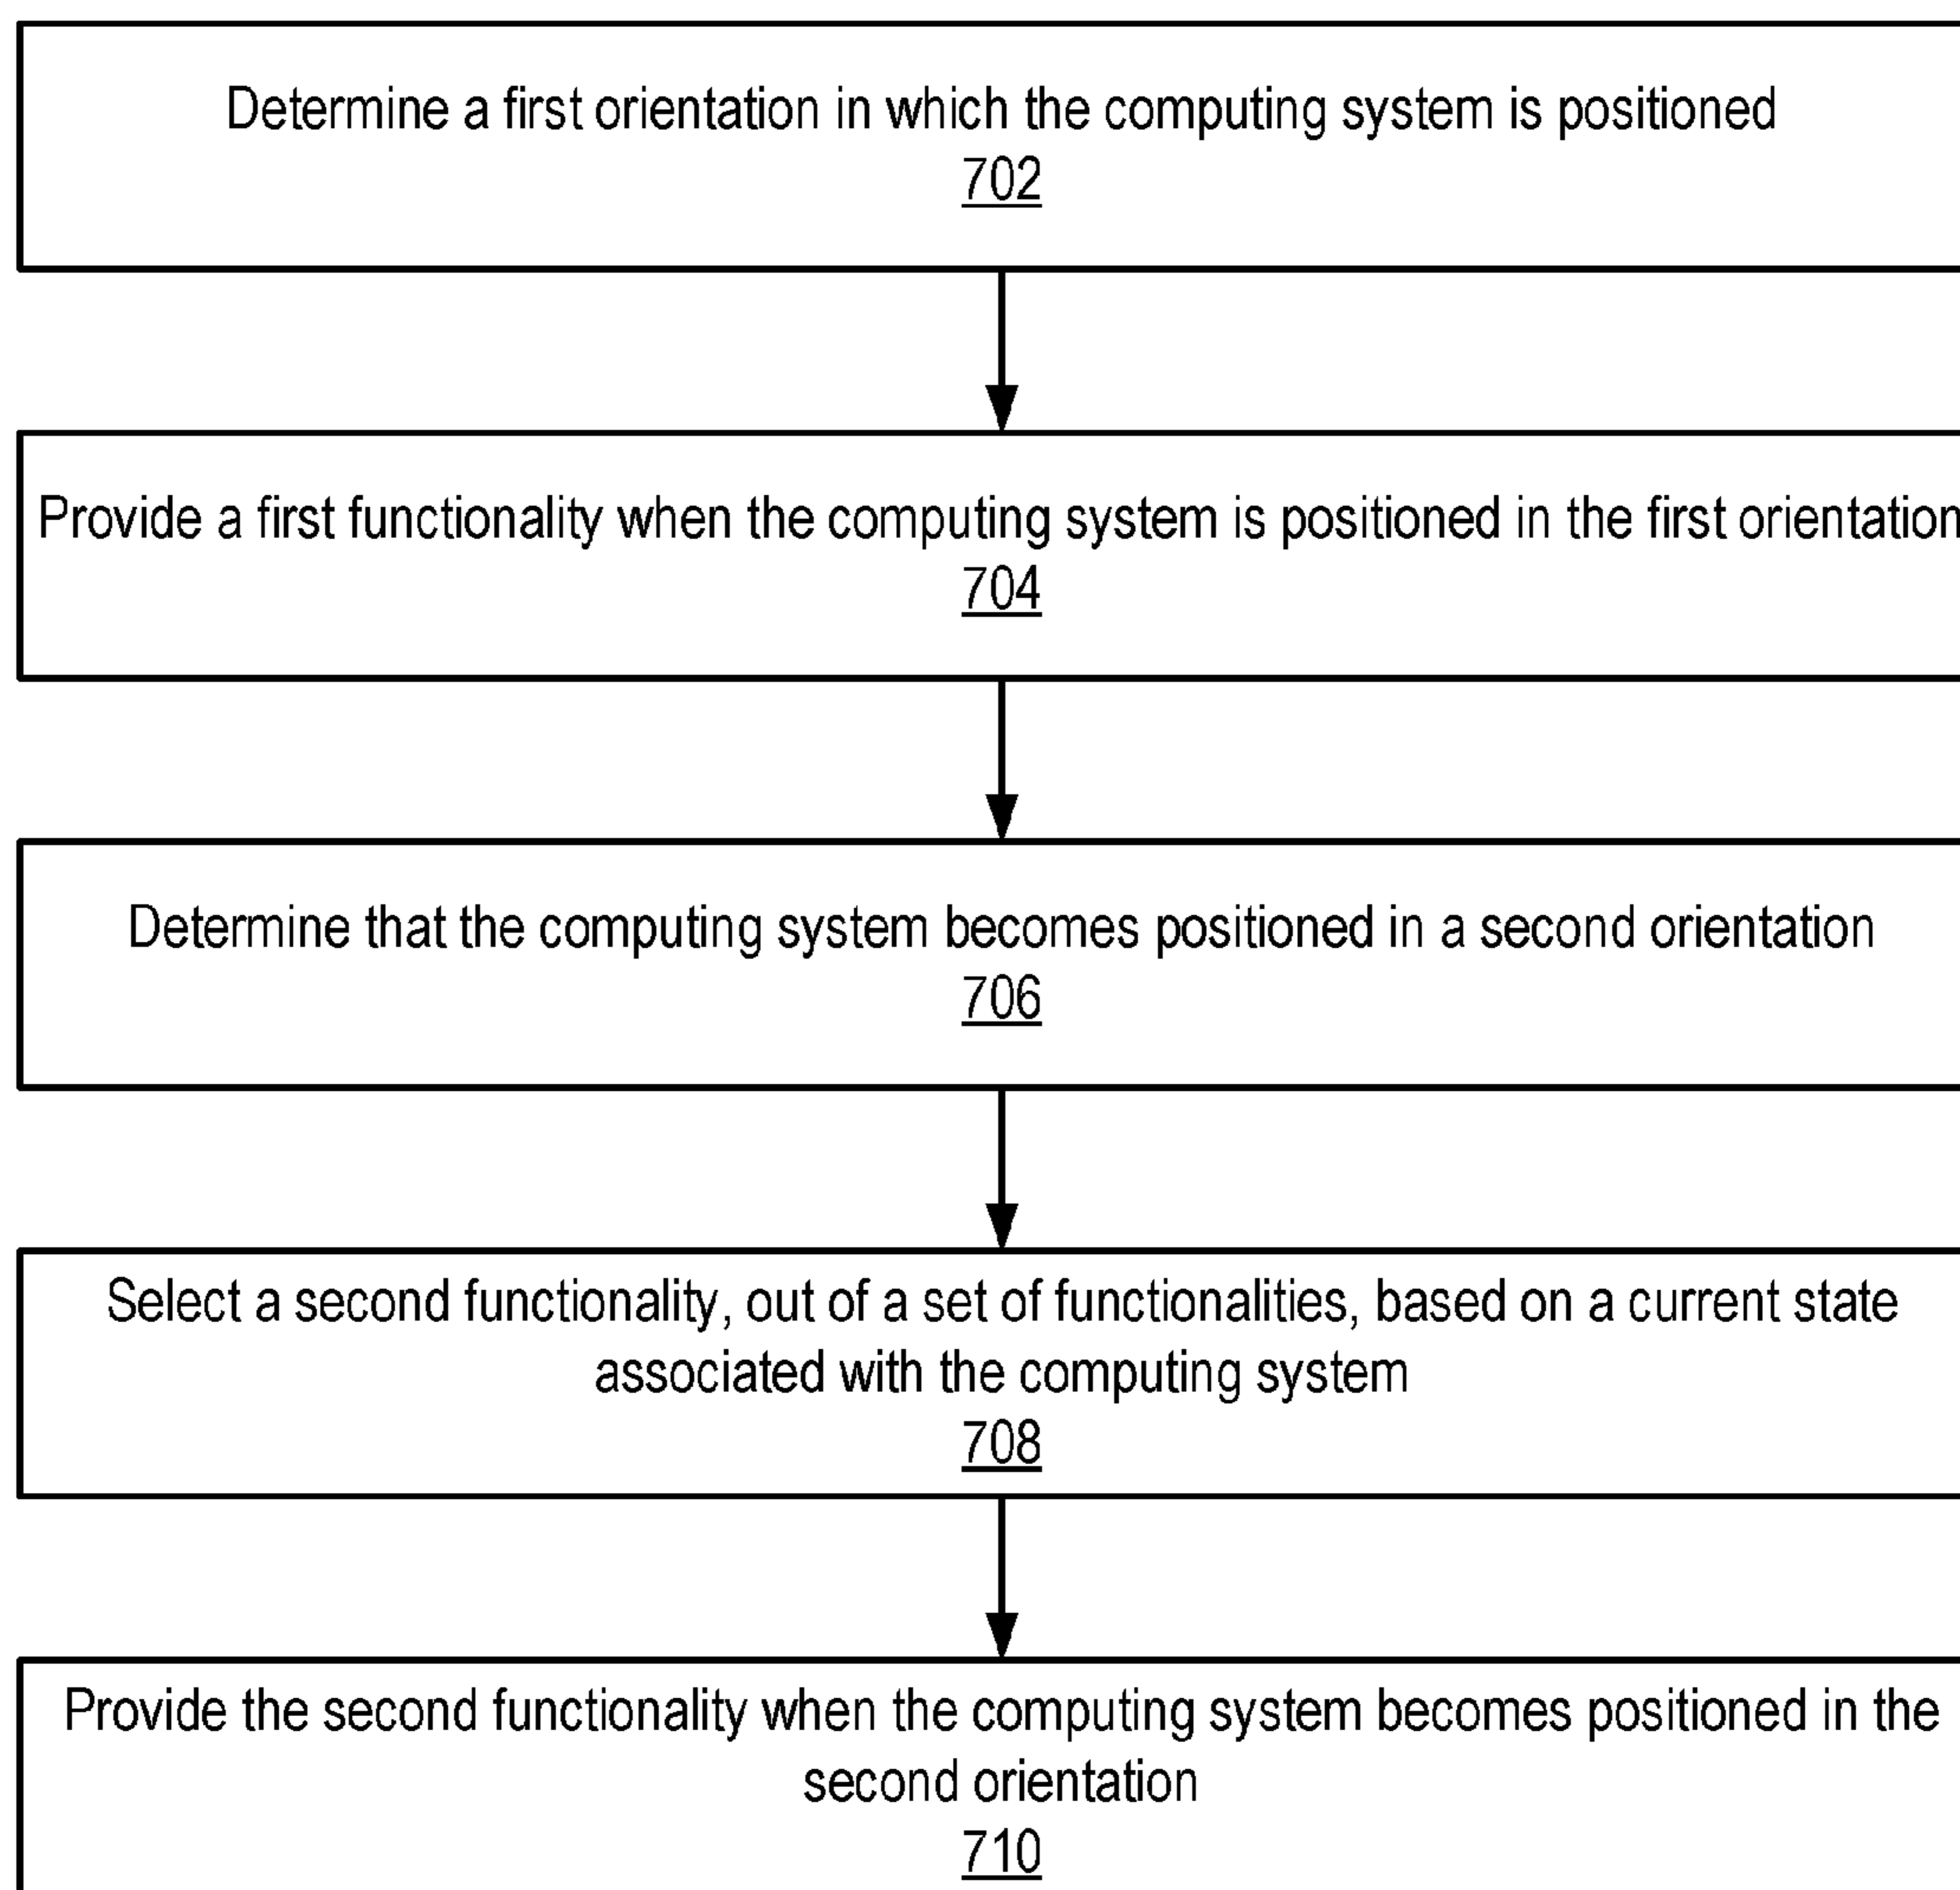 Determine a first orientation in which the computing system is positioned
702
Provide a first functionality when the computing system is positioned in the first orientation
704
Determine that the computing system becomes positioned in a second orientation
706
Select a second functionality, out of a set of functionalities, based on a current state
associated with the computing system
708
Provide the second functionality when the computing system becomes positioned in the
second orientation
710